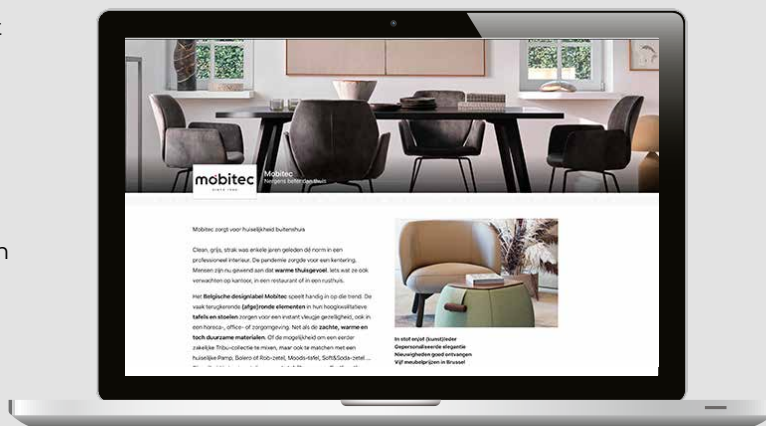 t
n
mobitec
SINCE 1956
Mobitec
Nergens beter dan thuis
Mobitec zorgt voor huiselijkheid buitenshuis
Clean, grijs, strak was enkele jaren geleden dé norm in een
professioneel interieur. De pandemie zorgde voor een kentering.
Mensen zijn nu gewend aan dat warme thuisgevoel. Iets wat ze ook
verwachten op kantoor, in een restaurant of in een rusthuis.
Het Belgische designlabel Mobitec speelt handig in op die trend. De
vaak terugkerende (afge)ronde elementen in hun hoogkwalitatieve
tafels en stoelen zorgen voor een instant vleugje gezelligheid, ook in
een horeca-, office- of zorgomgeving. Net als de zachte, warme en
toch duurzame materialen. Of de mogelijkheid om een eerder
zakelijke Tribu-collectie te mixen, maar ook te matchen met een
huiselijke Pamp, Bolero of Rob-zetel, Moods-tafel, Soft&Soda-zetel ...
In stof en/of (kunst)leder
Gepersonaliseerde elegantie
Nieuwigheden goed ontvangen
Vijf meubelprijzen in Brussel